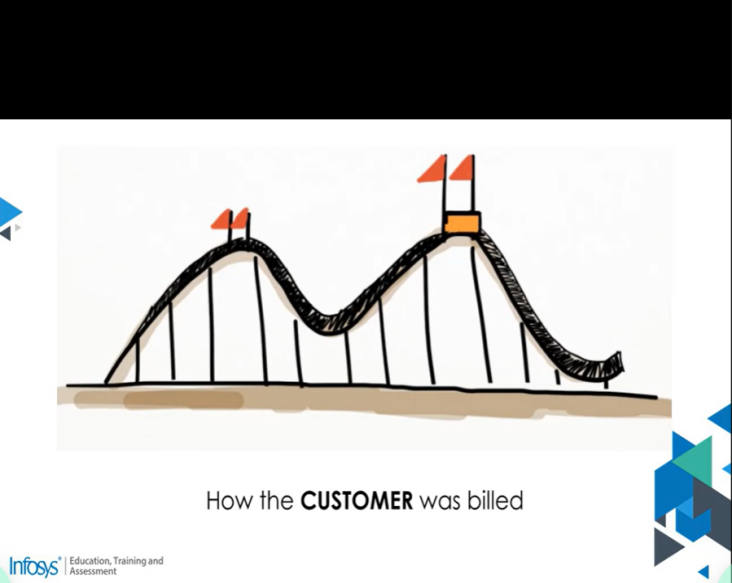 How the CUSTOMER was billed
Infosys® | Education, Training and
Assessment